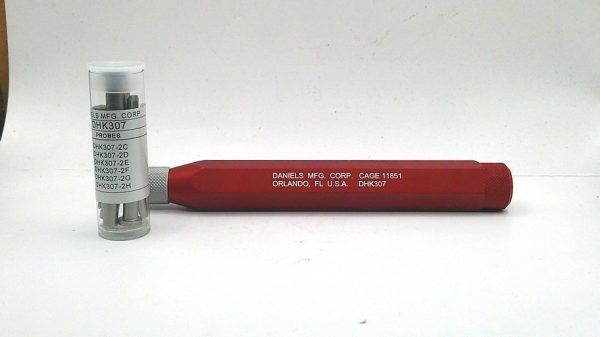 ELS MFG. CORP.
DHK307
PROBES
DHK307-2C
DHK307-2D
DHK307-2E
DHK307-2F
DHK307-2G
DHK307-2H
DANIELS MFG. CORP. CAGE 11851
ORLANDO, FL U.S.A. DHK307